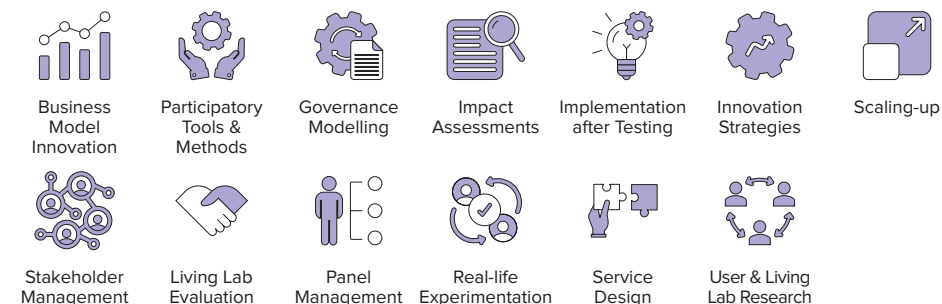 Business
Model
Innovation
Participatory
Tools &
Methods
Governance
Modelling
Impact
Assessments
Implementation
after Testing
Innovation
Strategies
Scaling-up
Stakeholder
Management
Living Lab
Evaluation
Panel
Management
Real-life
Experimentation
Service
Design
User & Living
Lab Research